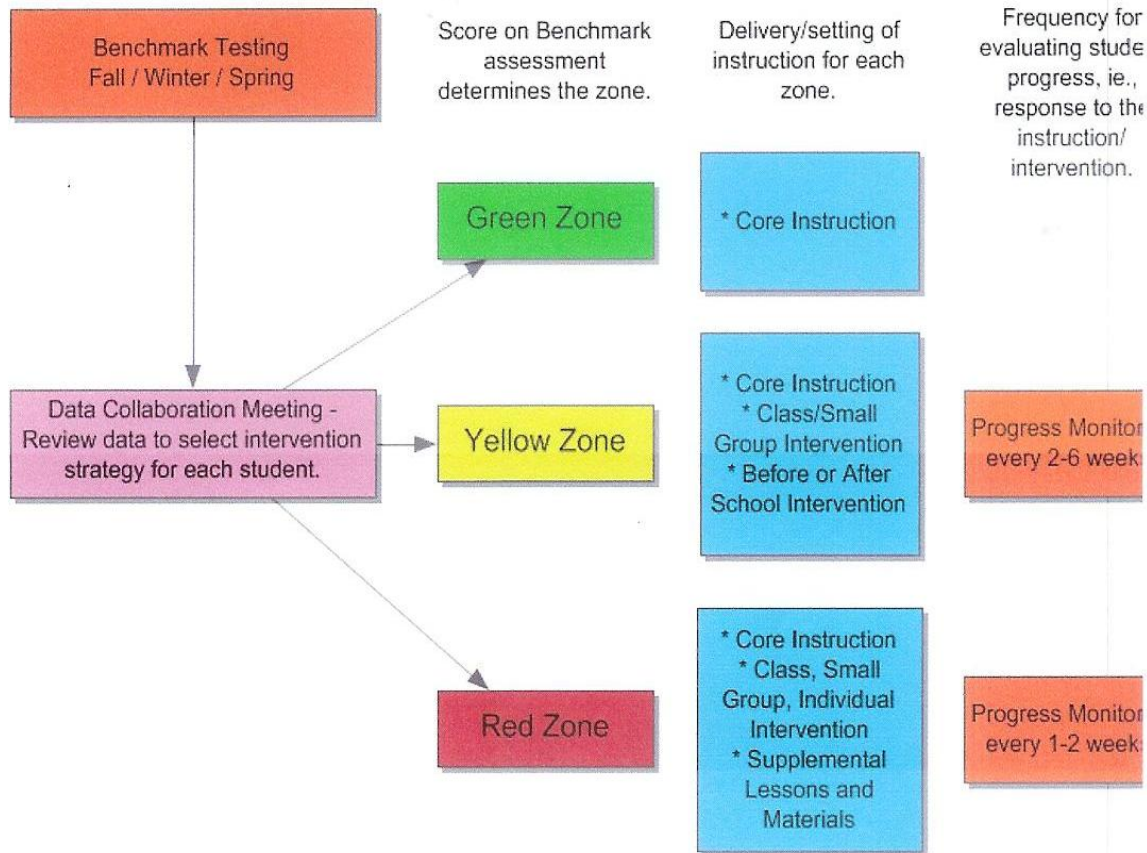 Benchmark Testing
Fall / Winter / Spring
Score on Benchmark
assessment
determines the zone.
Delivery/setting of
instruction for each
zone.
Frequency for
evaluating stude
progress, ie.,
response to the
instruction/
intervention.
Green Zone
* Core Instruction
Data Collaboration Meeting -
Review data to select intervention
strategy for each student.
Yellow Zone
* Core Instruction
* Class/Small
Group Intervention
* Before or After
School Intervention
Progress Monitor
every 2-6 week
Red Zone
* Core Instruction
* Class, Small
Group, Individual
Intervention
* Supplemental
Lessons and
Materials
Progress Monitor
every 1-2 week